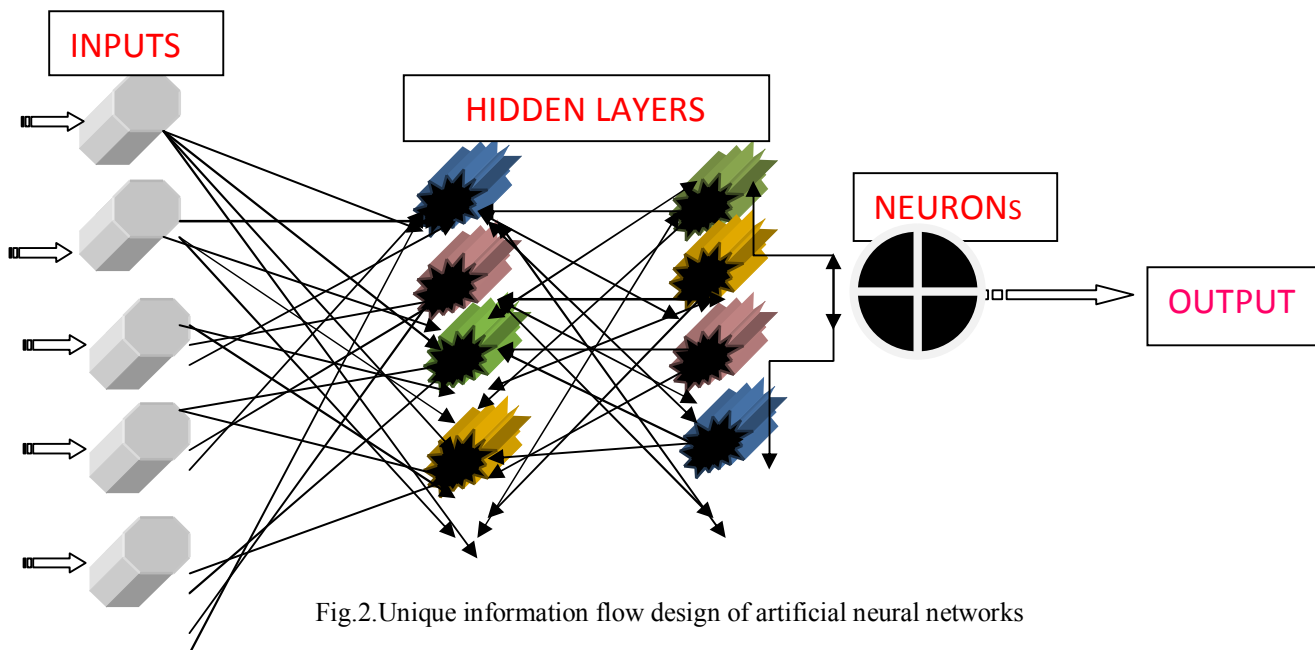 INPUTS
HIDDEN LAYERS
NEURONs
OUTPUT
Fig.2.Unique information flow design of artificial neural networks